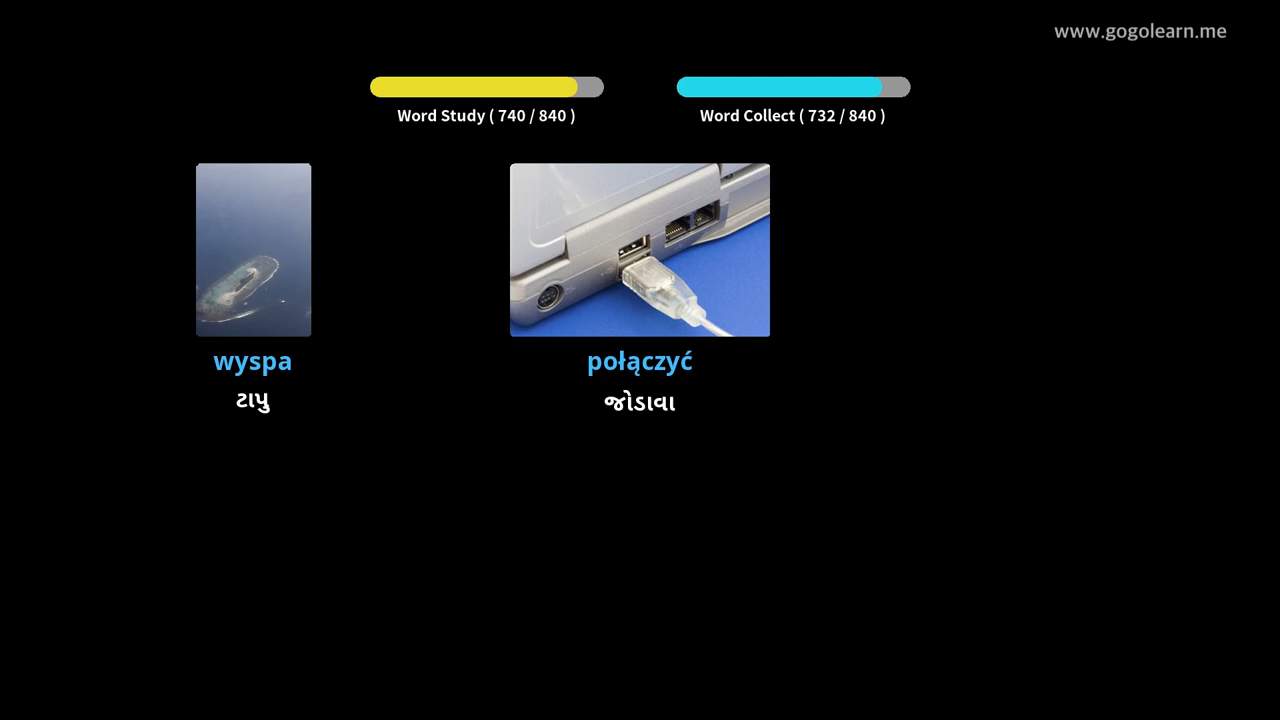 www.gogolearn.me
Word Study ( 740 / 840 )
Word Collect ( 732 / 840 )
wyspa
ટાપુ
połączyć
જોડાવા